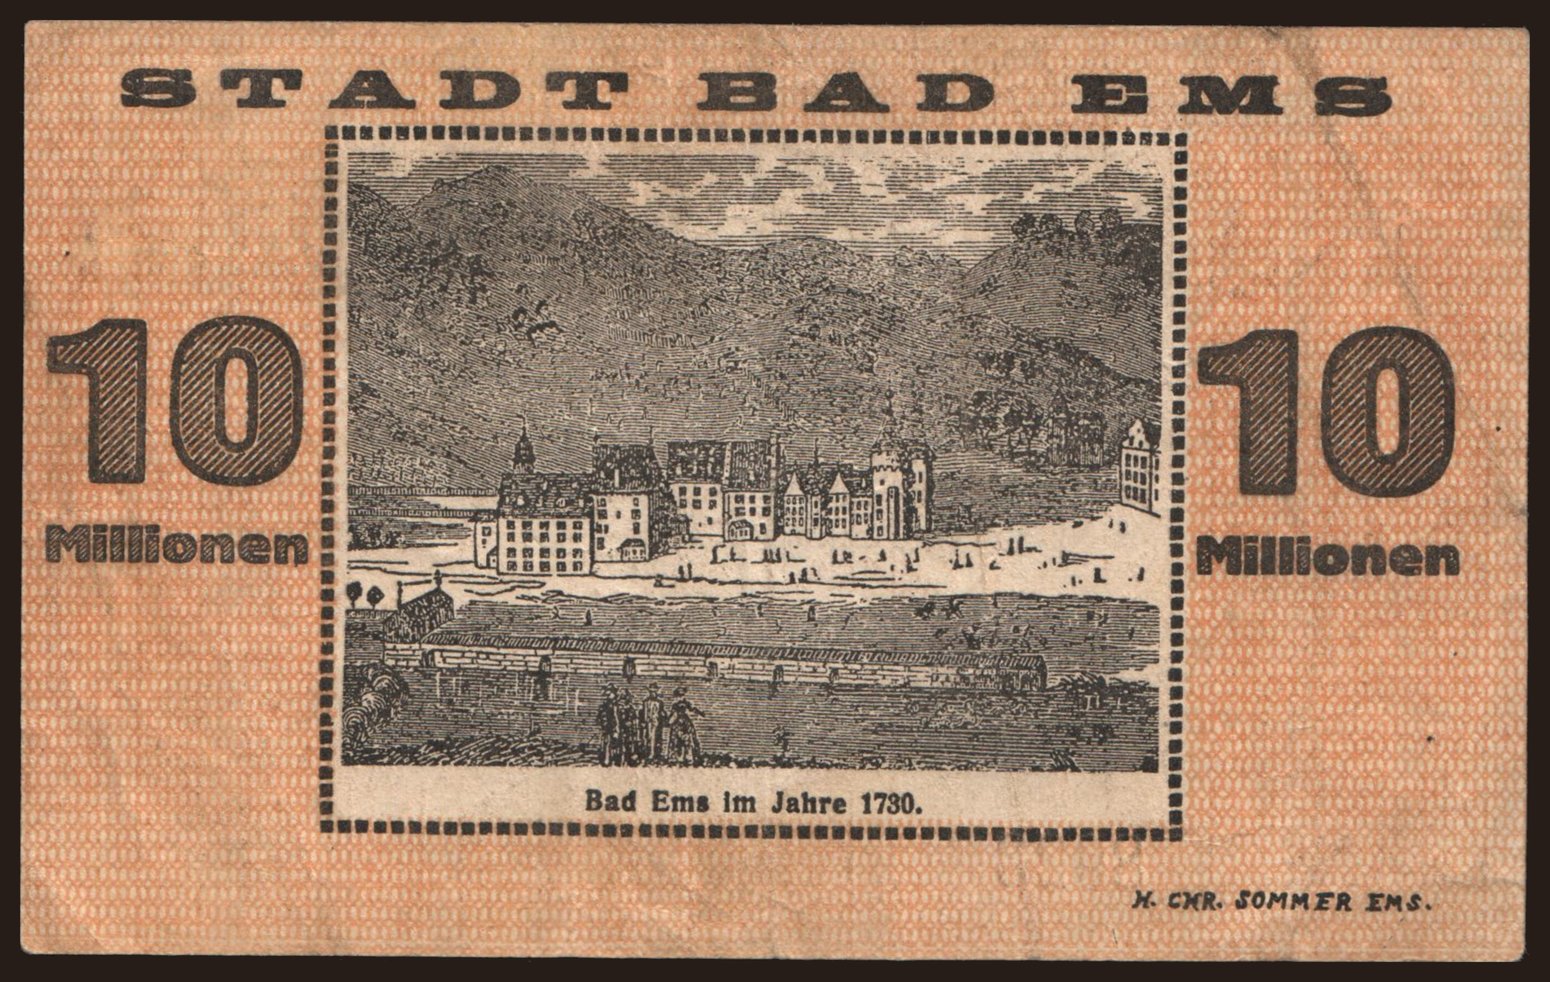 STADT BAD EMS
10
Millionen
10
Millionen
Bad Ems im Jahre 1730.
H. CHR. SOMMER EMS.